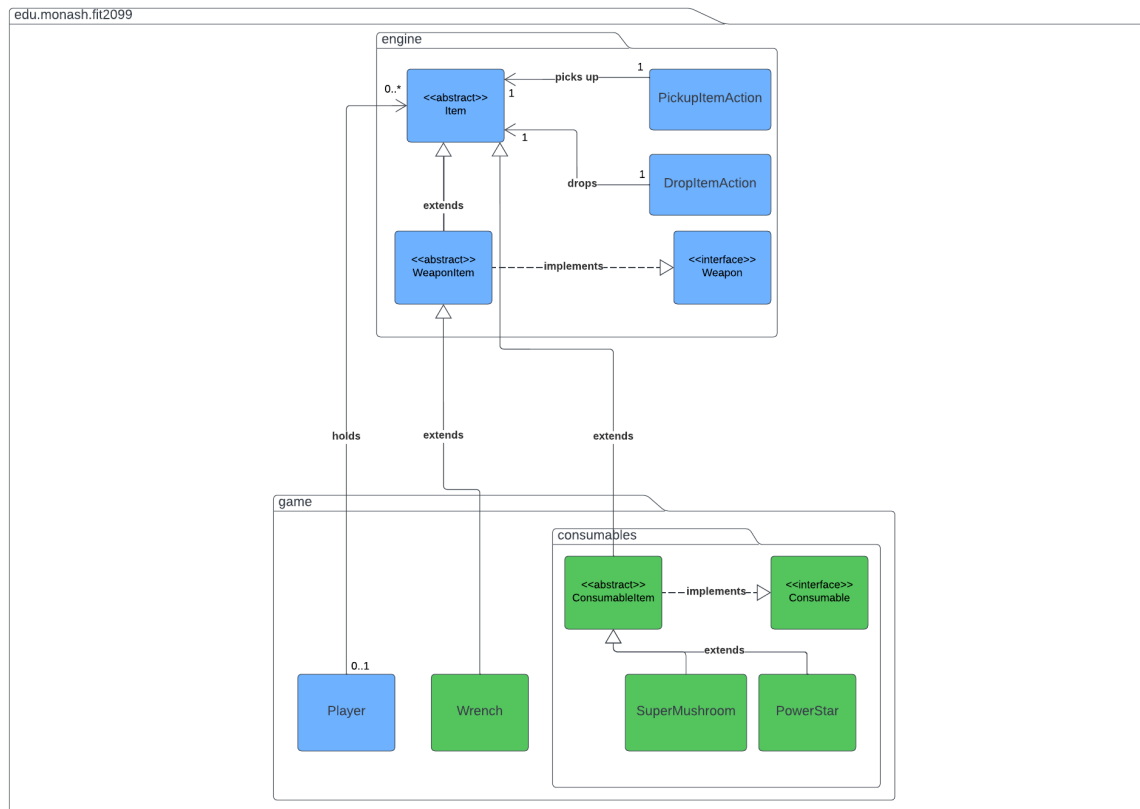 edu.monash.fit2099
engine
<<abstract>>
Item
0..*
1
picks up
1
PickupItemAction
1
drops
1
DropItemAction
extends
<<abstract>>
WeaponItem
implements
<<interface>>
Weapon
holds
extends
extends
game
consumables
<<abstract>>
ConsumableItem
implements
<<interface>>
Consumable
extends
0..1
Player
Wrench
SuperMushroom
PowerStar